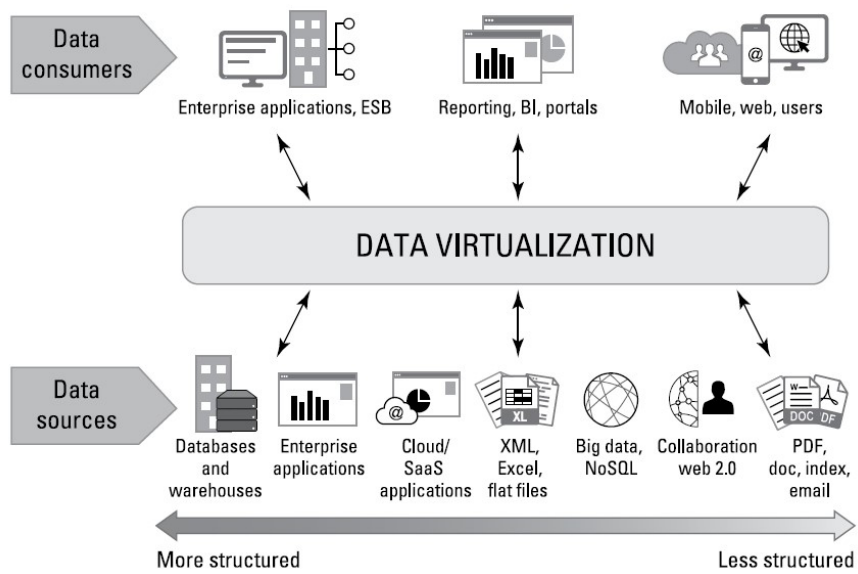 Data
consumers
@
Enterprise applications, ESB
Reporting, BI, portals
Mobile, web, users
DATA VIRTUALIZATION
Data
sources
@
XL
W
DOC
DF
Databases
and
warehouses
Enterprise
applications
Cloud/
SaaS
applications
XML,
Excel,
flat files
Big data,
NoSQL
Collaboration
web 2.0
PDF,
doc, index,
email
More structured
Less structured